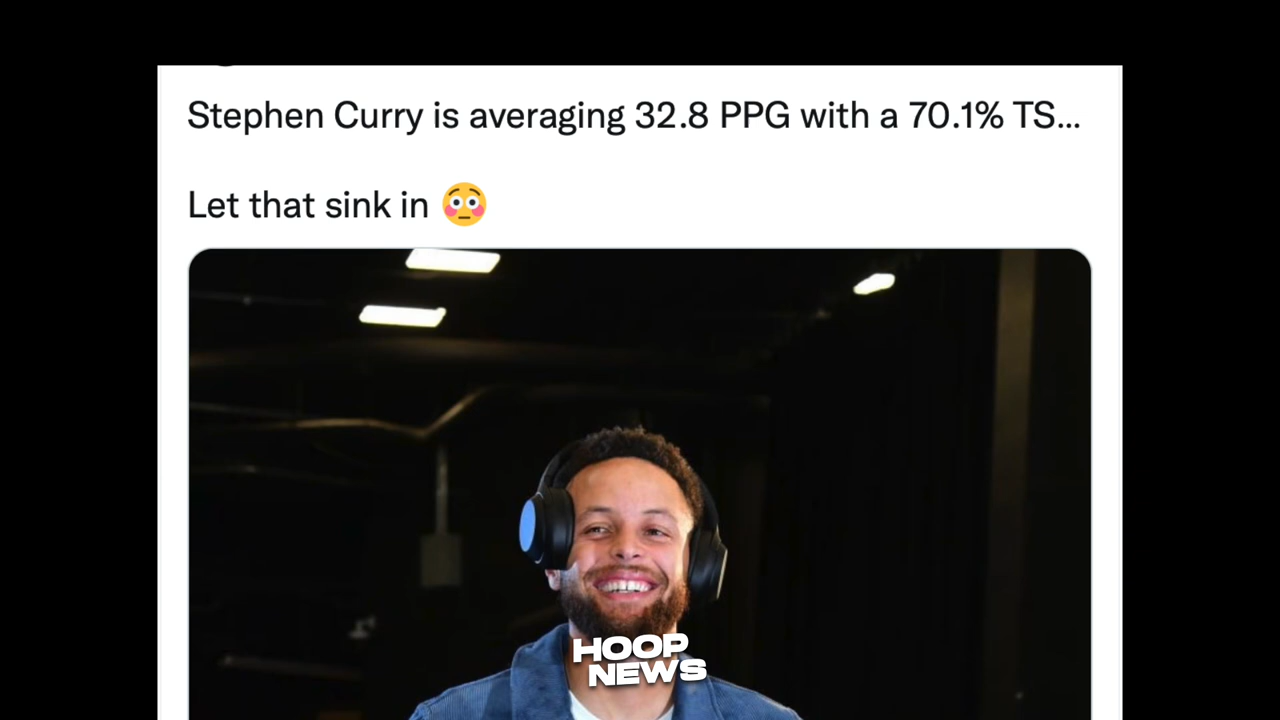 Stephen Curry is averaging 32.8 PPG with a 70.1% TS...
Let that sink in 😳
HOOP
NEWS